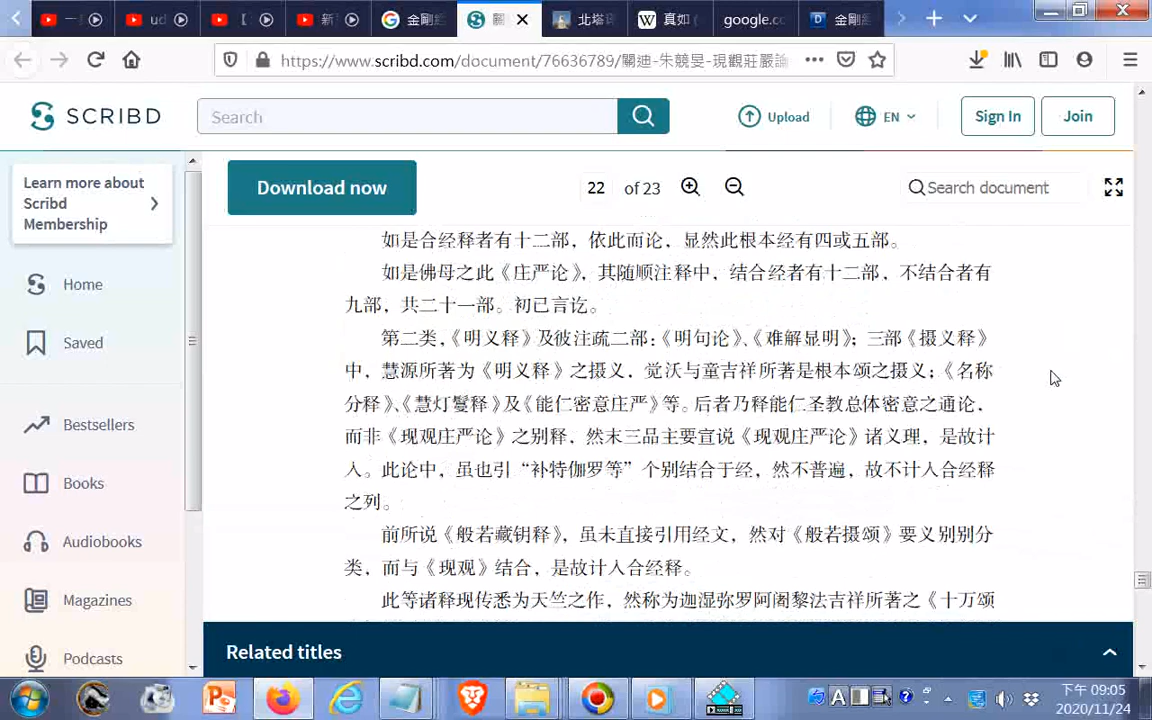 一
ud
【
新
金剛經
關
北塔
真如 (
google.co
金剛經
https://www.scribd.com/document/76636789/關迪-朱競旻-現觀莊嚴論
SCRIBD
Search
Upload
EN
Sign In
Join
Learn more about
Scribd
Membership
Download now
22 of 23
Search document
Home
Saved
Bestsellers
Books
Audiobooks
Magazines
Podcasts
如是合经释者有十二部，依此而论，显然此根本经有四或五部。
如是佛母之此《庄严论》，其随顺注释中，结合经者有十二部，不结合者有
九部，共二十一部。初已言讫。
第二类，《明义释》及彼注疏二部：《明句论》、《难解显明》；三部《摄义释》
中，慧源所著为《明义释》之摄义，觉沃与童吉祥所著是根本颂之摄义；《名称
分释》、《慧灯鬘释》及《能仁密意庄严》等。后者乃释能仁圣教总体密意之通论，
而非《现观庄严论》之别释，然末三品主要宣说《现观庄严论》诸义理，是故计
入。此论中，虽也引“补特伽罗等”个别结合于经，然不普遍，故不计入合经释
之列。
前所说《般若藏钥释》，虽未直接引用经文，然对《般若摄颂》要义别别分
类，而与《现观》结合，是故计入合经释。
此等诸释现传悉为天竺之作，然称为迦湿弥罗阿阇黎法吉祥所著之《十万颂
Related titles
A
下午 09:05
2020/11/24